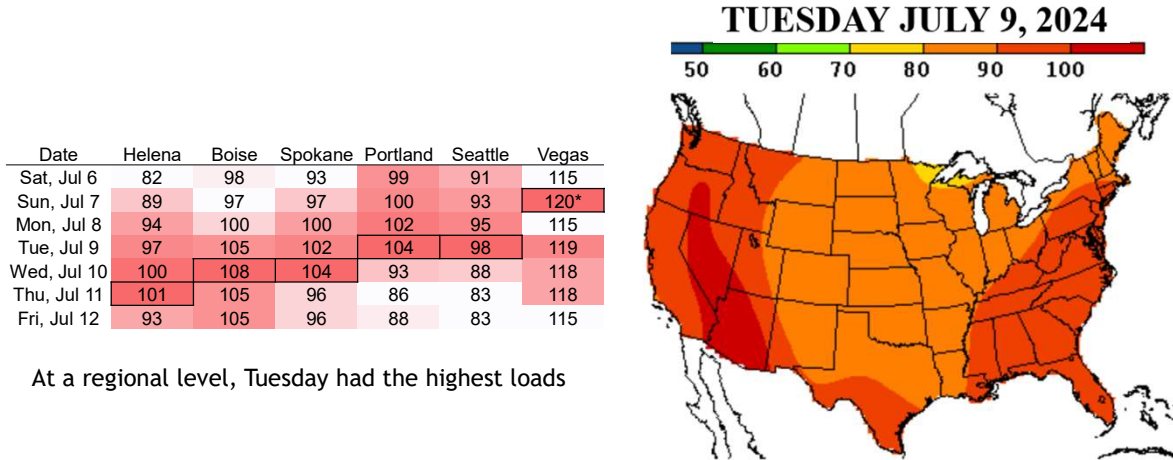 TUESDAY JULY 9, 2024
50 60 70 80 90 100
Date Helena Boise Spokane Portland Seattle Vegas
Sat, Jul 6 82 98 93 99 91 115
Sun, Jul 7 89 97 97 100 93 120*
Mon, Jul 8 94 100 100 102 95 115
Tue, Jul 9 97 105 102 104 98 119
Wed, Jul 10 100 108 104 93 88 118
Thu, Jul 11 101 105 96 86 83 118
Fri, Jul 12 93 105 96 88 83 115
At a regional level, Tuesday had the highest loads